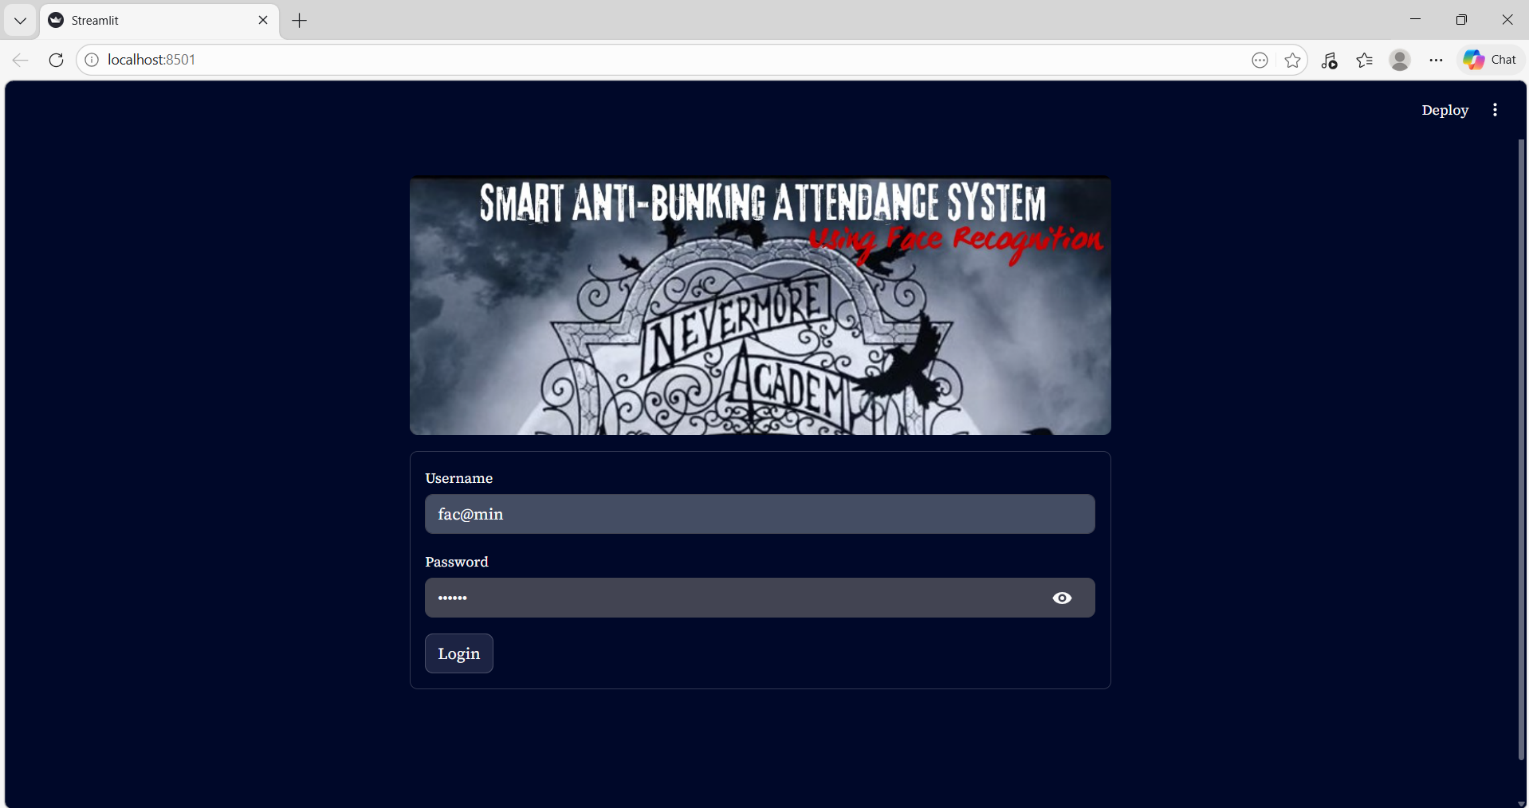 Streamlit
localhost:8501
Chat
Deploy
SMART ANTI-BUNKING ATTENDANCE SYSTEM
Using Face Recognition
NEVERMORE
ACADEMY
Username
fac@min
Password
••••••
Login